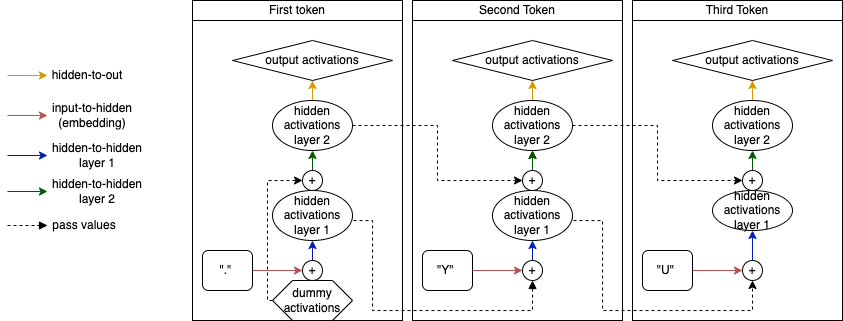 First token
Second Token
Third Token
hidden-to-out
input-to-hidden
(embedding)
hidden-to-hidden
layer 1
hidden-to-hidden
layer 2
pass values
output activations
hidden
activations
layer 2
+
hidden
activations
layer 1
"."
+
dummy
activations
output activations
hidden
activations
layer 2
+
hidden
activations
layer 1
"Y"
+
output activations
hidden
activations
layer 2
+
hidden
activations
layer 1
"U"
+